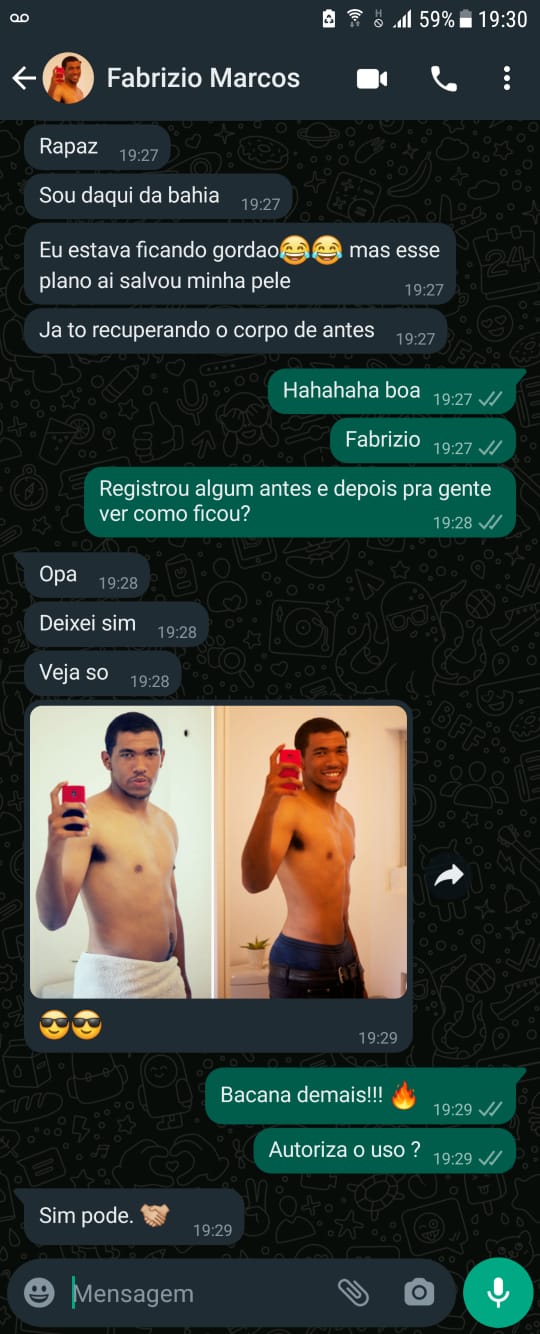 59% 19:30
Fabrizio Marcos
Rapaz 19:27
Sou daqui da bahia 19:27
Eu estava ficando gordao😂😂 mas esse
plano ai salvou minha pele 19:27
Ja to recuperando o corpo de antes 19:27
Hahahaha boa 19:27
Fabrizio 19:27
Registrou algum antes e depois pra gente
ver como ficou? 19:28
Opa 19:28
Deixei sim 19:28
Veja so 19:28
😎😎 19:29
Bacana demais!!! 🔥 19:29
Autoriza o uso ? 19:29
Sim pode. 🤝🏼 19:29
Mensagem